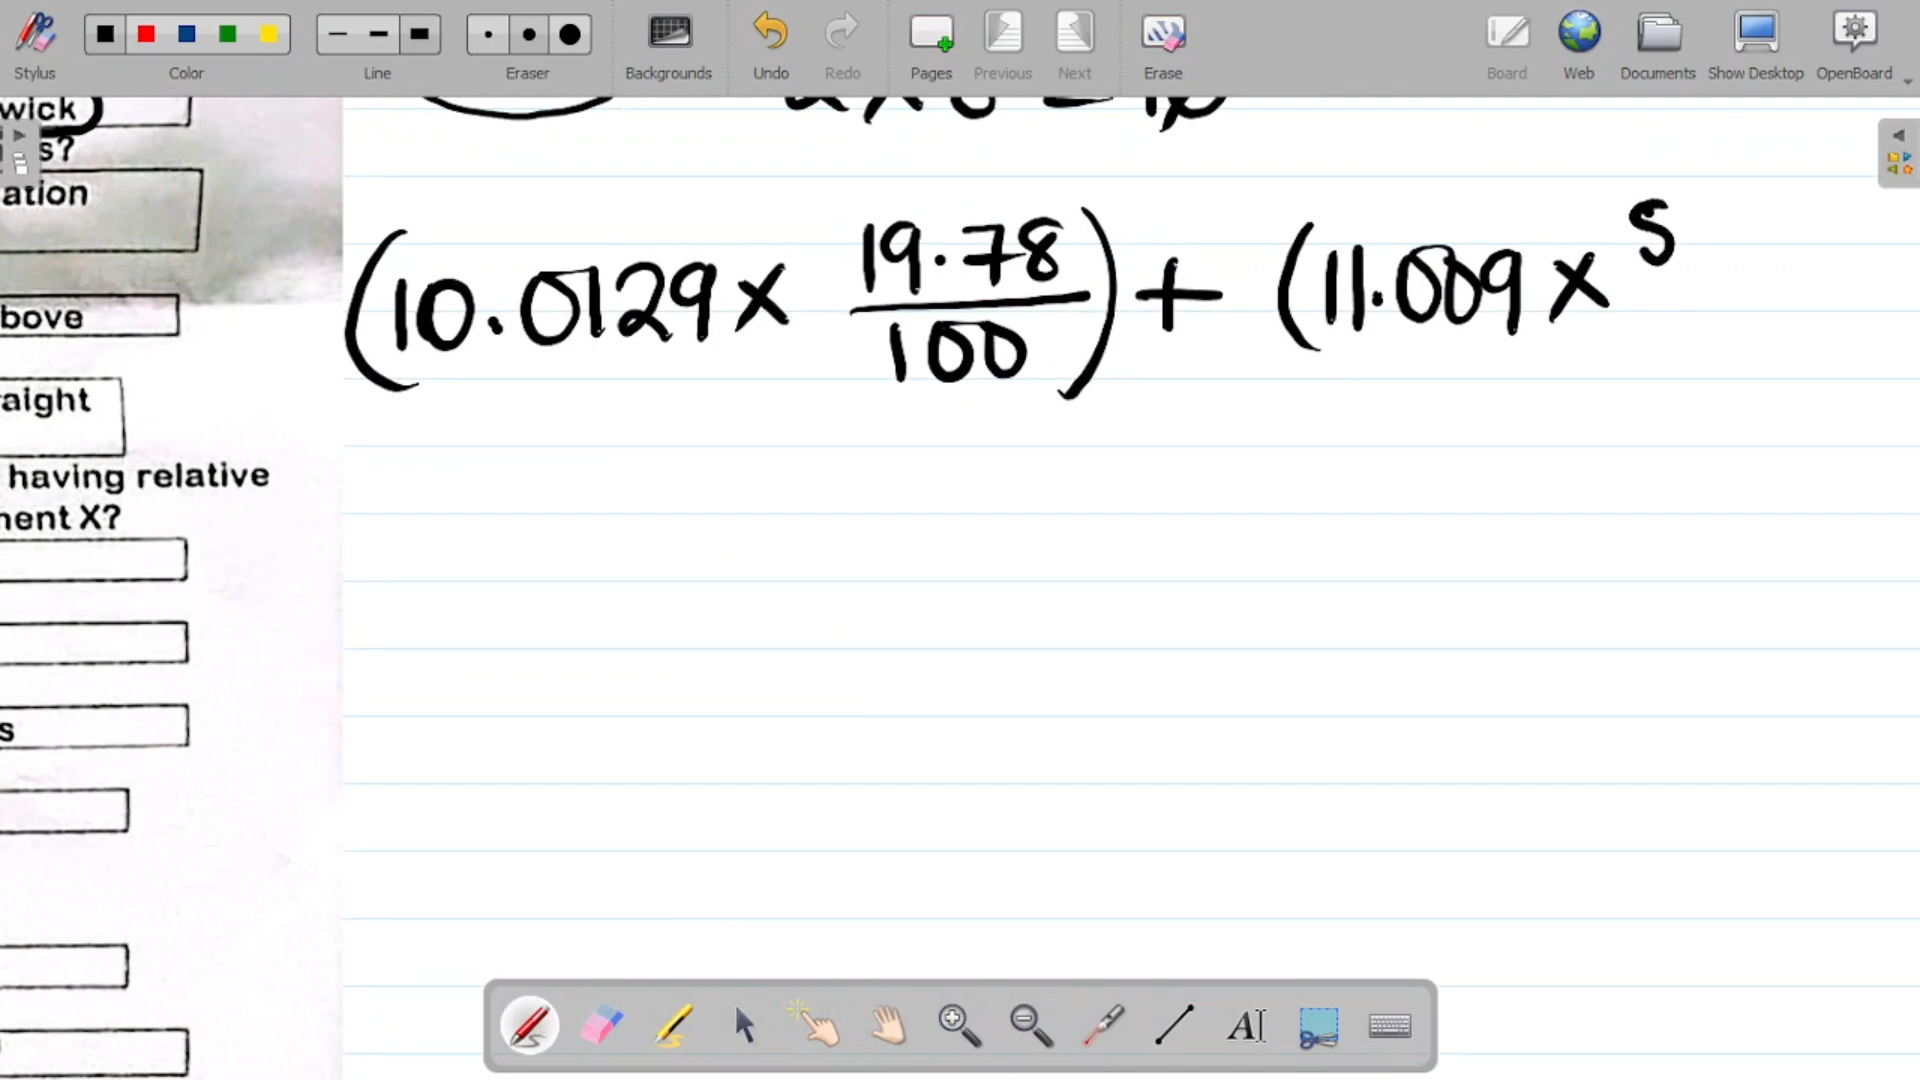 Stylus Color Line Eraser Backgrounds Undo Redo Pages Previous Next Erase Board Web Documents Show Desktop OpenBoard
wick
s?
ation
bove
aight
having relative
nent X?
s
(10.0129 x 19.78/100) + (11.009 x 5